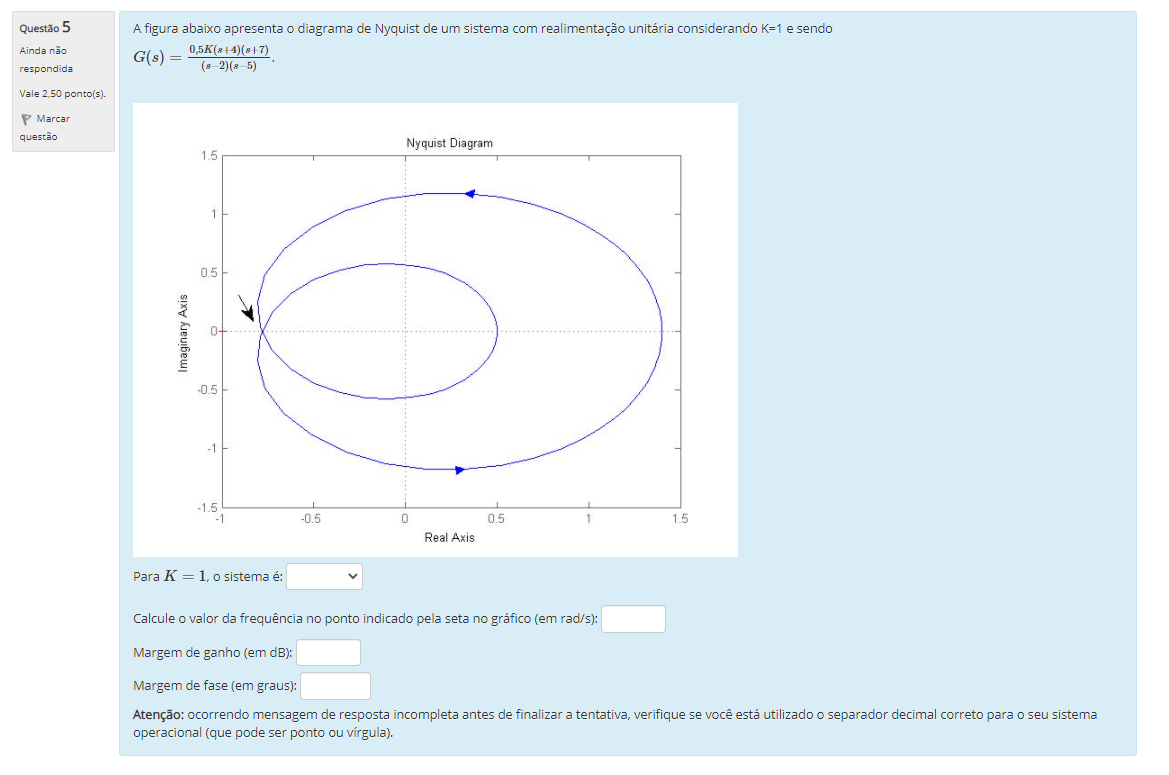 Questão 5
Ainda não
respondida
Vale 2,50 ponto(s).
Marcar
questão
A figura abaixo apresenta o diagrama de Nyquist de um sistema com realimentação unitária considerando K=1 e sendo
G(s) = 0,5K(s+4)(s+7) / (s−2)(s−5).
Nyquist Diagram
1.5
1
0.5
0
-0.5
-1
-1.5
Imaginary Axis
-1 -0.5 0 0.5 1 1.5
Real Axis
Para K = 1, o sistema é:
Calcule o valor da frequência no ponto indicado pela seta no gráfico (em rad/s):
Margem de ganho (em dB):
Margem de fase (em graus):
Atenção: ocorrendo mensagem de resposta incompleta antes de finalizar a tentativa, verifique se você está utilizado o separador decimal correto para o seu sistema
operacional (que pode ser ponto ou vírgula).